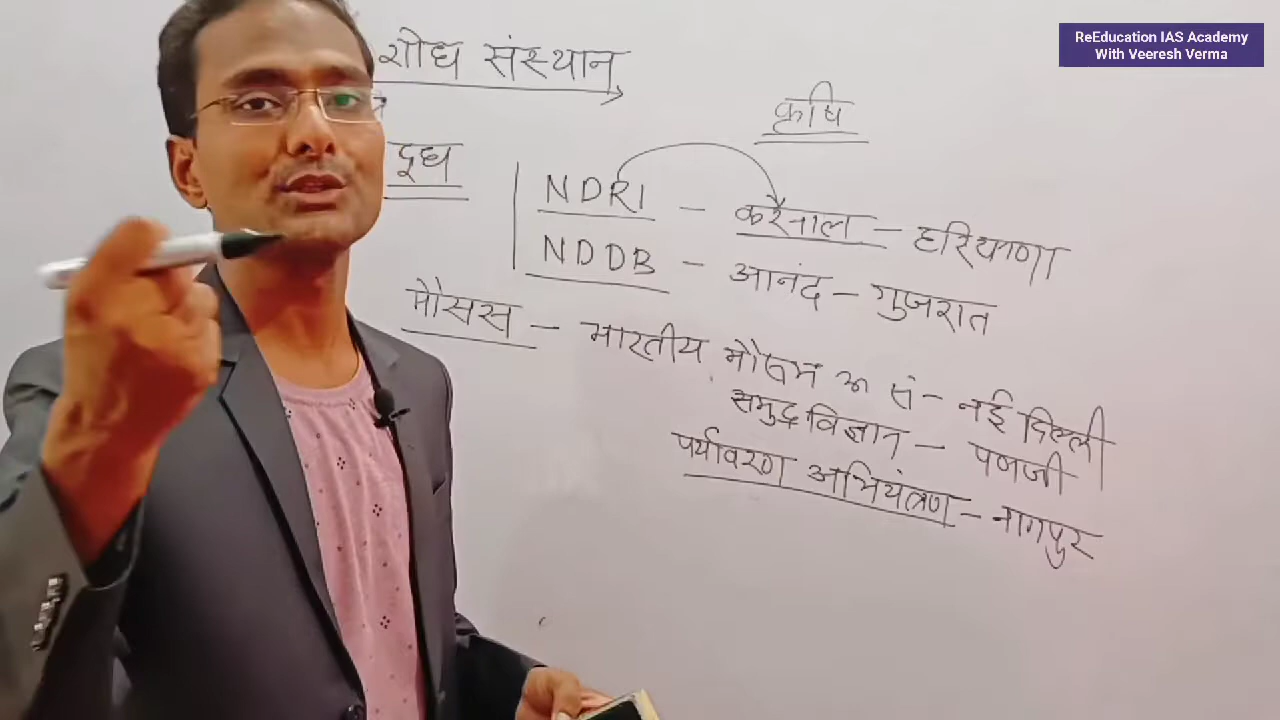 ReEducation IAS Academy
With Veeresh Verma
शोध संस्थान
कृषि
दूध
NDRI - करनाल - हरियाणा
NDDB - आनंद - गुजरात
मौसस - भारतीय मौसम अ सं - नई दिल्ली
समुद्र विज्ञान - पणजी
पर्यावरण अभियंत्रण - नागपुर